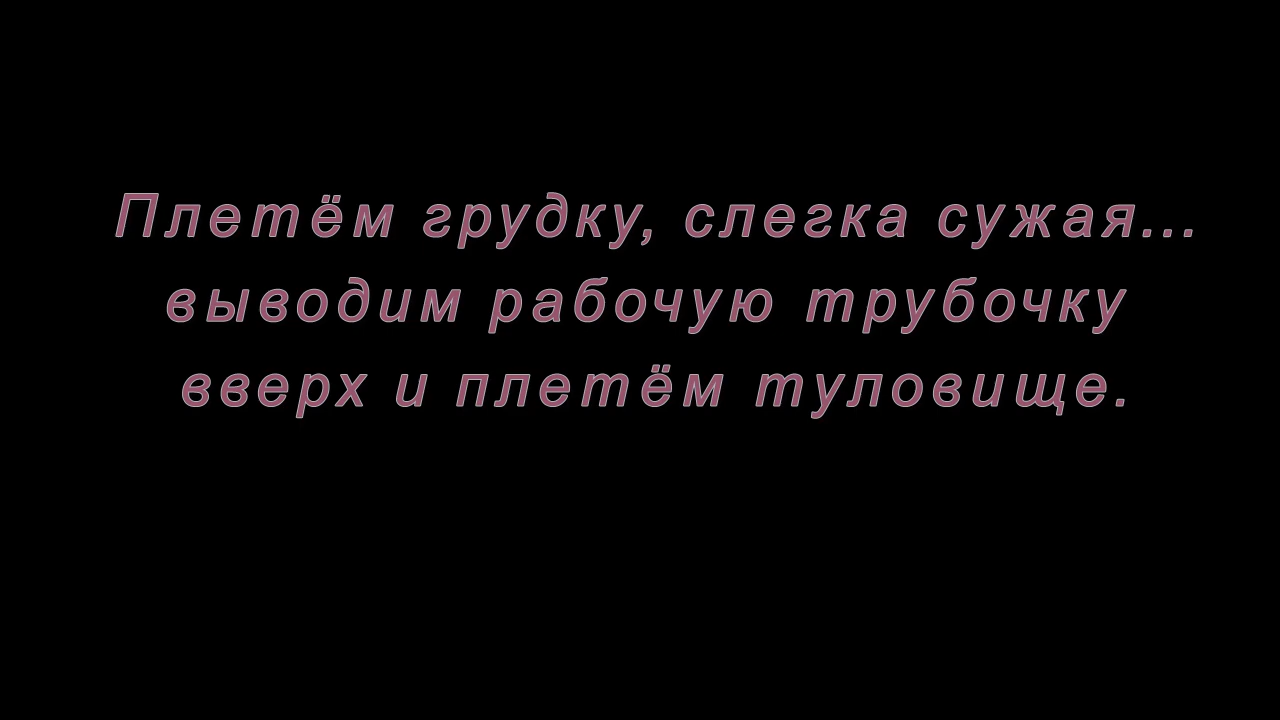 Плетём грудку, слегка сужая...
выводим рабочую трубочку
вверх и плетём туловище.